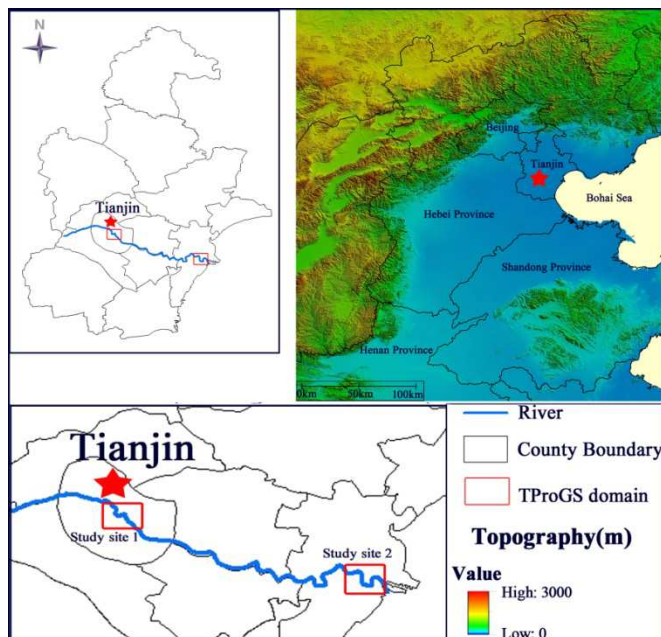 N
Tianjin
Beijing
Tianjin
Bohai Sea
Hebei Province
Shandong Province
Henan Province
0km
50km
100km
Tianjin
Study site 1
Study site 2
River
County Boundary
TProGS domain
Topography(m)
Value
High: 3000
Low: 0